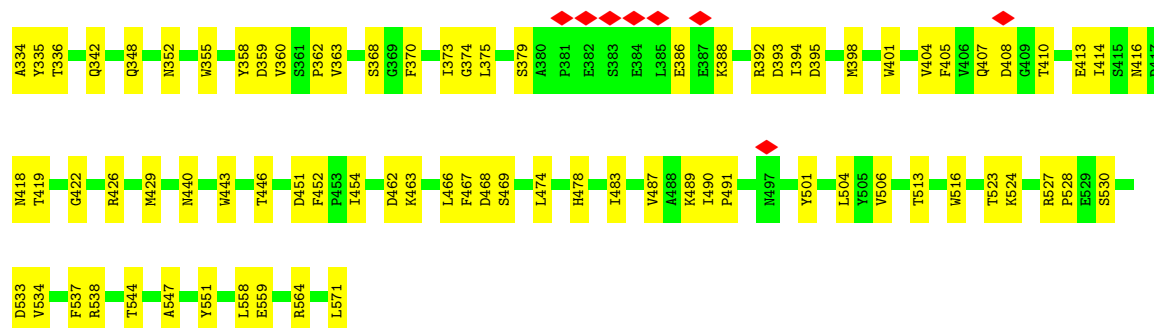 A334 Y335 T336 Q342 Q348 N352 W355 Y358 D359 V360 S361 P362 V363 S368 G369 F370 I373 G374 L375 S379 A380 P381 E382 S383 E384 L385 E386 E387 K388 R392 D393 I394 D395 M398 W401 V404 F405 V406 Q407 D408 G409 T410 E413 I414 S415 N416 D417
N418 T419 G422 R426 M429 N440 W443 T446 D451 F452 P453 I454 D462 K463 L466 F467 D468 S469 L474 H478 I483 V487 A488 K489 I490 P491 N497 Y501 L504 Y505 V506 T513 W516 T523 K524 R527 P528 E529 S530
D533 V534 F537 R538 T544 A547 Y551 L558 E559 R564 L571